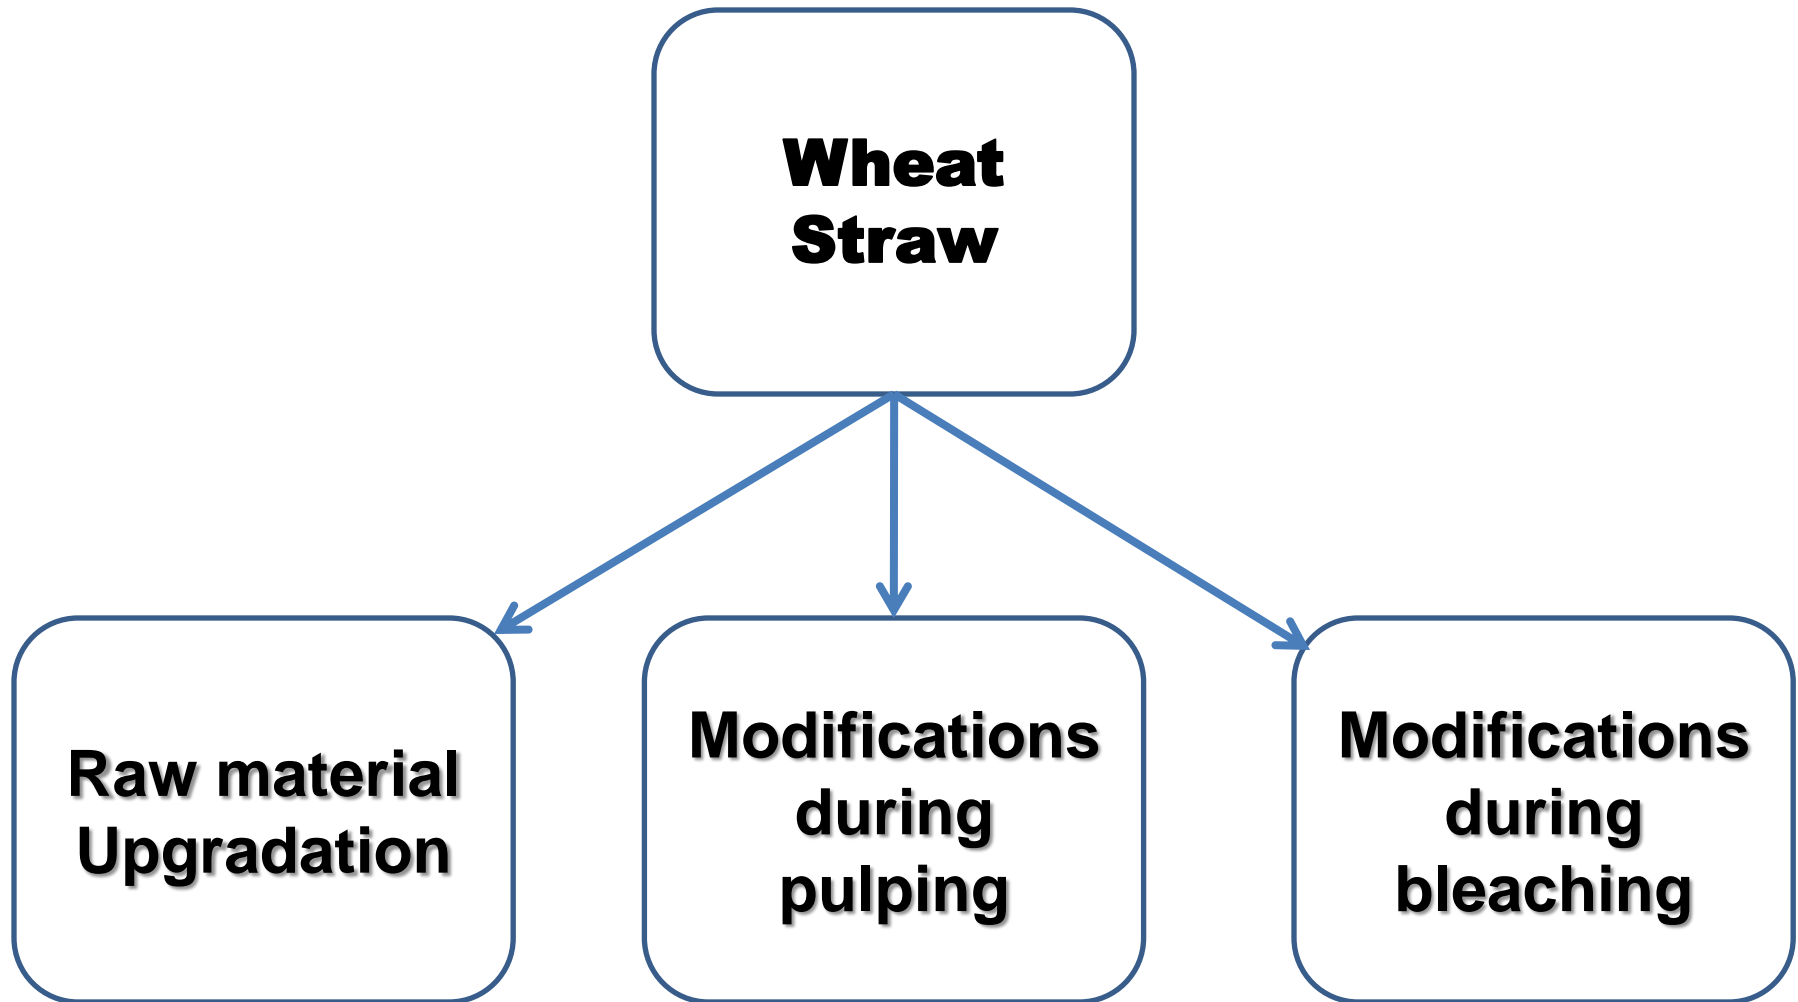 Wheat
Straw
Raw material
Upgradation
Modifications
during
pulping
Modifications
during
bleaching